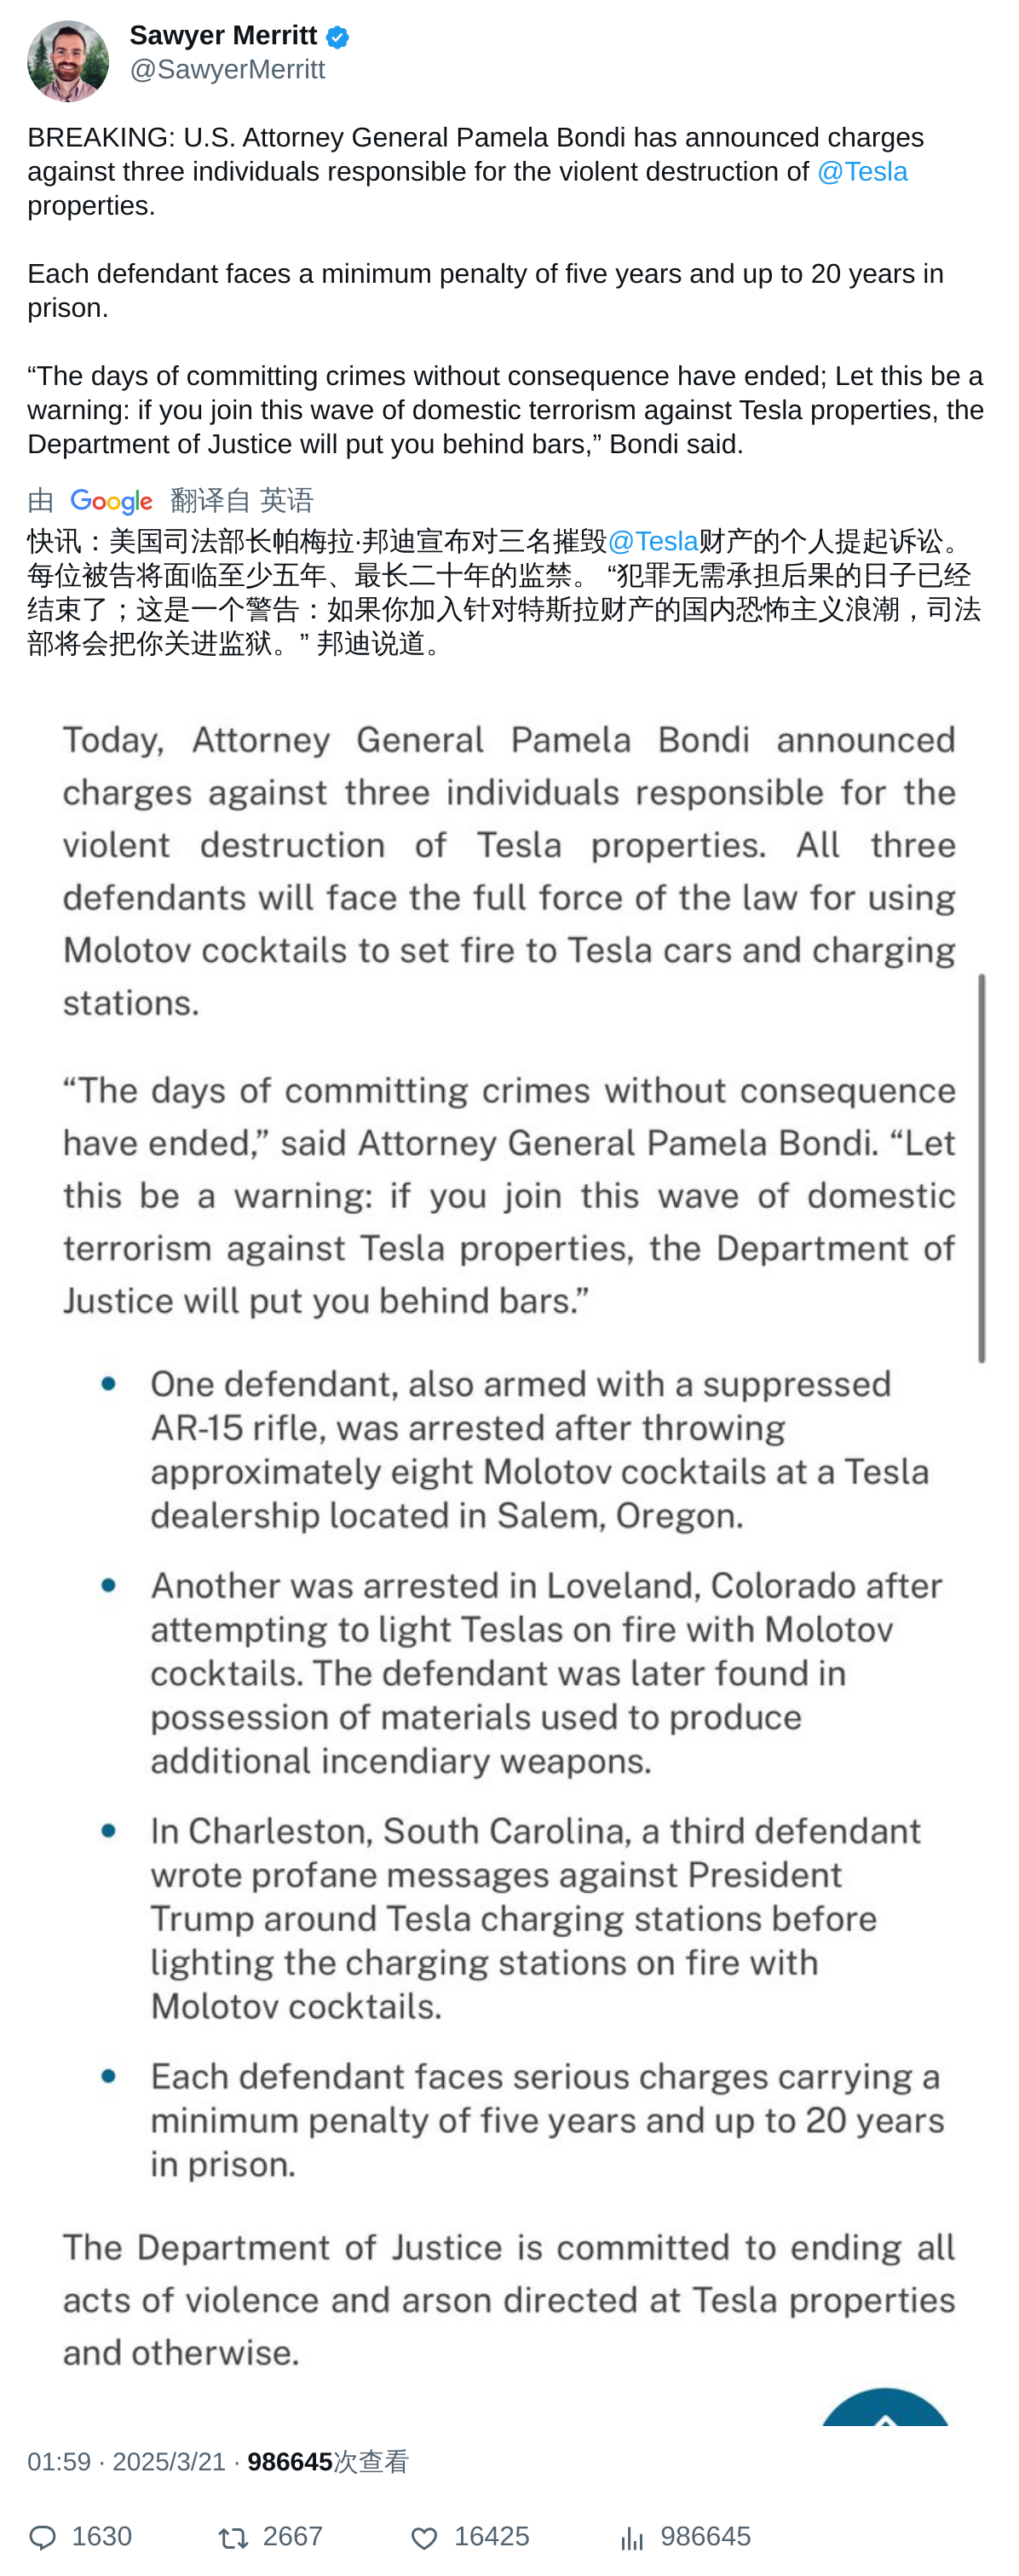 Sawyer Merritt
@SawyerMerritt
BREAKING: U.S. Attorney General Pamela Bondi has announced charges
against three individuals responsible for the violent destruction of @Tesla
properties.
Each defendant faces a minimum penalty of five years and up to 20 years in
prison.
“The days of committing crimes without consequence have ended; Let this be a
warning: if you join this wave of domestic terrorism against Tesla properties, the
Department of Justice will put you behind bars,” Bondi said.
由 Google 翻译自 英语
快讯：美国司法部长帕梅拉·邦迪宣布对三名摧毁@Tesla财产的个人提起诉讼。
每位被告将面临至少五年、最长二十年的监禁。 “犯罪无需承担后果的日子已经
结束了；这是一个警告：如果你加入针对特斯拉财产的国内恐怖主义浪潮，司法
部将会把你关进监狱。” 邦迪说道。
Today, Attorney General Pamela Bondi announced
charges against three individuals responsible for the
violent destruction of Tesla properties. All three
defendants will face the full force of the law for using
Molotov cocktails to set fire to Tesla cars and charging
stations.
“The days of committing crimes without consequence
have ended,” said Attorney General Pamela Bondi. “Let
this be a warning: if you join this wave of domestic
terrorism against Tesla properties, the Department of
Justice will put you behind bars.”
• One defendant, also armed with a suppressed
AR-15 rifle, was arrested after throwing
approximately eight Molotov cocktails at a Tesla
dealership located in Salem, Oregon.
• Another was arrested in Loveland, Colorado after
attempting to light Teslas on fire with Molotov
cocktails. The defendant was later found in
possession of materials used to produce
additional incendiary weapons.
• In Charleston, South Carolina, a third defendant
wrote profane messages against President
Trump around Tesla charging stations before
lighting the charging stations on fire with
Molotov cocktails.
• Each defendant faces serious charges carrying a
minimum penalty of five years and up to 20 years
in prison.
The Department of Justice is committed to ending all
acts of violence and arson directed at Tesla properties
and otherwise.
01:59 · 2025/3/21 · 986645次查看
1630 2667 16425 986645